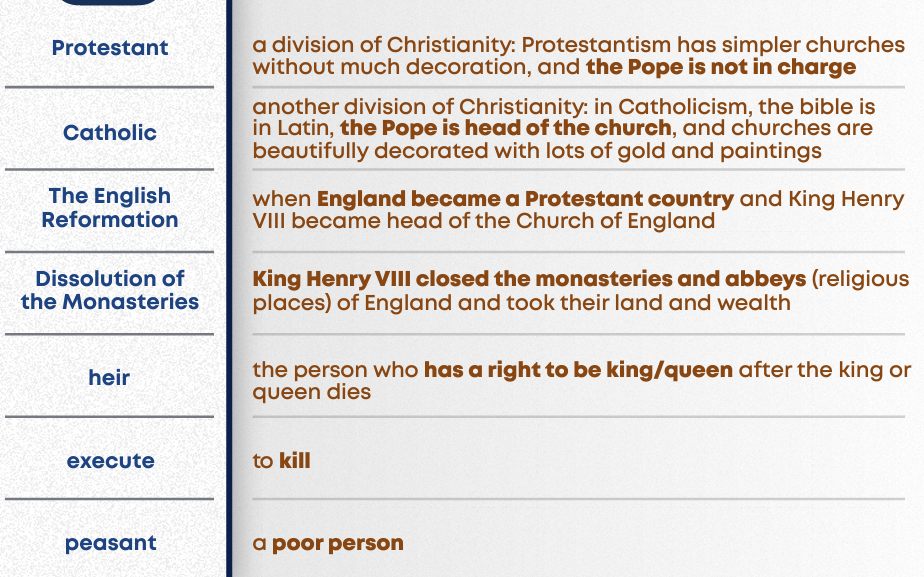 Protestant
a division of Christianity: Protestantism has simpler churches
without much decoration, and the Pope is not in charge
Catholic
another division of Christianity: in Catholicism, the bible is
in Latin, the Pope is head of the church, and churches are
beautifully decorated with lots of gold and paintings
The English
Reformation
when England became a Protestant country and King Henry
VIII became head of the Church of England
Dissolution of
the Monasteries
King Henry VIII closed the monasteries and abbeys (religious
places) of England and took their land and wealth
heir
the person who has a right to be king/queen after the king or
queen dies
execute
to kill
peasant
a poor person